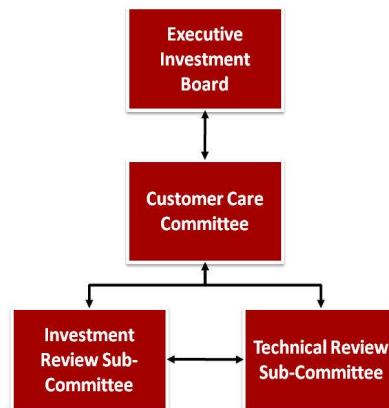 Executive
Investment
Board
Customer Care
Committee
Investment
Review Sub-
Committee
Technical Review
Sub-Committee